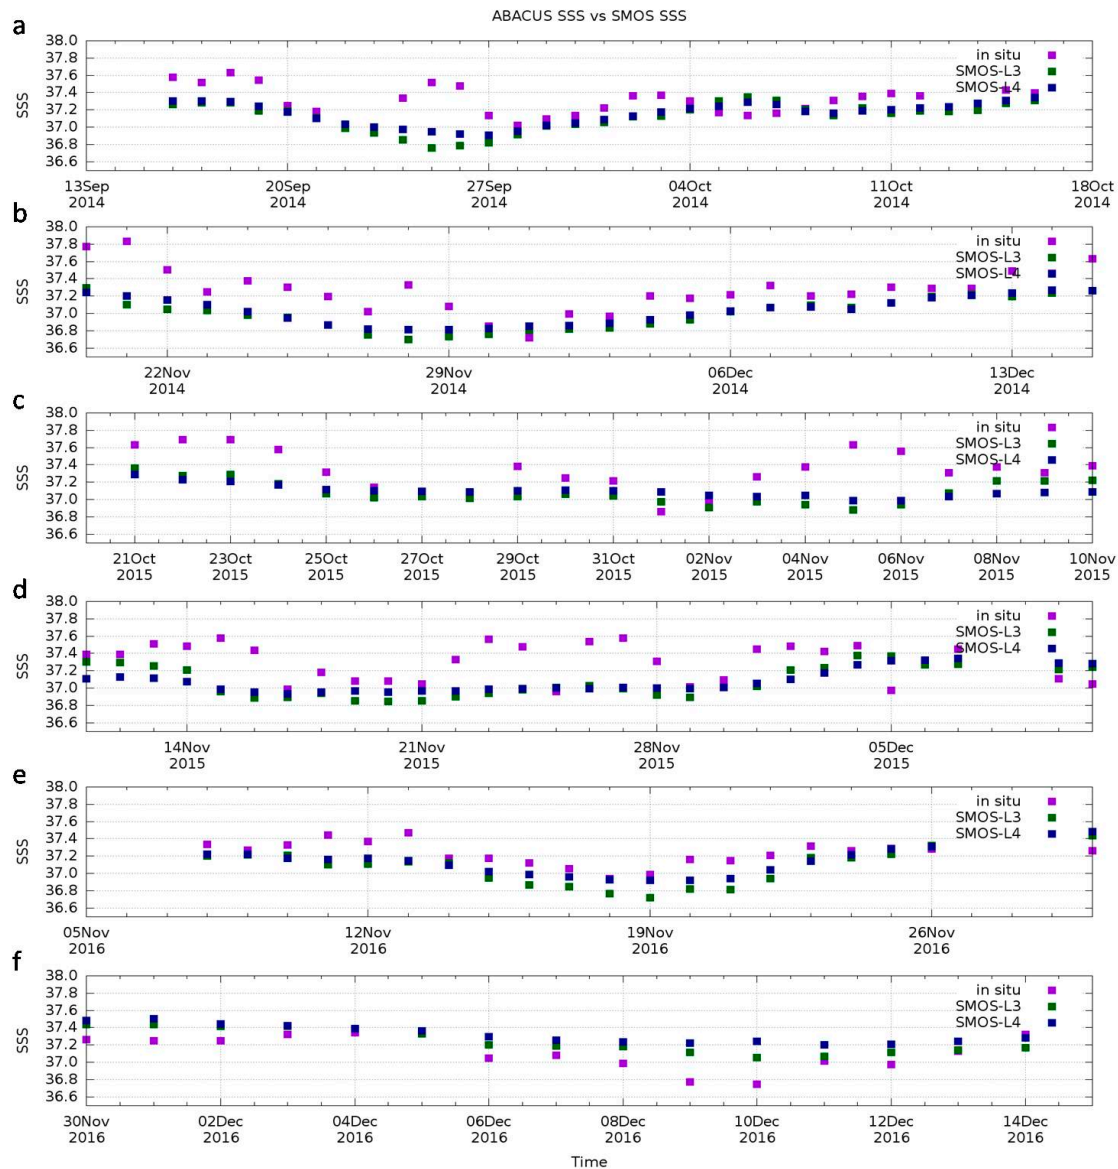 ABACUS SSS vs SMOS SSS
a
38.0
37.8
37.6
37.4
37.2
37.0
36.8
36.6
SSS
in situ
SMOS-L3
SMOS-L4
13Sep 20Sep 27Sep 04Oct 11Oct 18Oct
2014 2014 2014 2014 2014 2014
b
38.0
37.8
37.6
37.4
37.2
37.0
36.8
36.6
SSS
in situ
SMOS-L3
SMOS-L4
22Nov 29Nov 06Dec 13Dec
2014 2014 2014 2014
c
38.0
37.8
37.6
37.4
37.2
37.0
36.8
36.6
SSS
in situ
SMOS-L3
SMOS-L4
21Oct 23Oct 25Oct 27Oct 29Oct 31Oct 02Nov 04Nov 06Nov 08Nov 10Nov
2015 2015 2015 2015 2015 2015 2015 2015 2015 2015 2015
d
38.0
37.8
37.6
37.4
37.2
37.0
36.8
36.6
SSS
in situ
SMOS-L3
SMOS-L4
14Nov 21Nov 28Nov 05Dec
2015 2015 2015 2015
e
38.0
37.8
37.6
37.4
37.2
37.0
36.8
36.6
SSS
in situ
SMOS-L3
SMOS-L4
05Nov 12Nov 19Nov 26Nov
2016 2016 2016 2016
f
38.0
37.8
37.6
37.4
37.2
37.0
36.8
36.6
SSS
in situ
SMOS-L3
SMOS-L4
30Nov 02Dec 04Dec 06Dec 08Dec 10Dec 12Dec 14Dec
2016 2016 2016 2016 2016 2016 2016 2016
Time